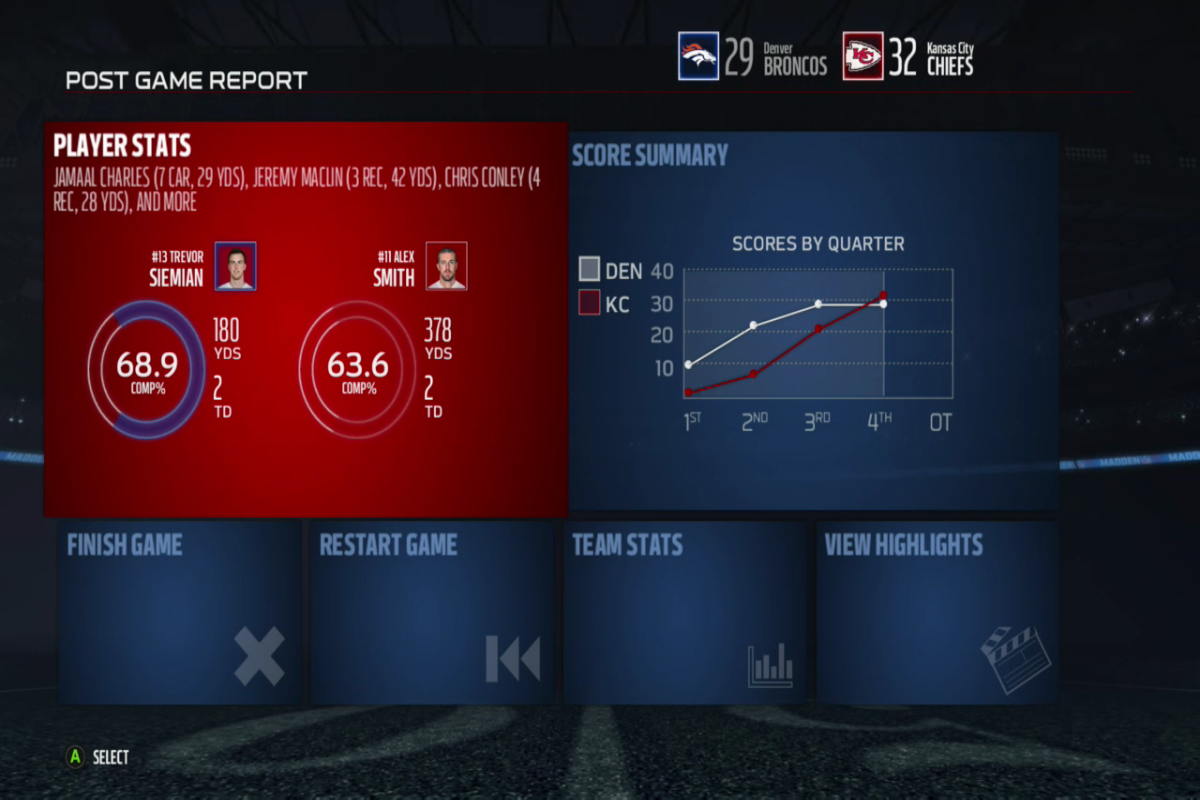 POST GAME REPORT
29 Denver BRONCOS
32 Kansas City CHIEFS
PLAYER STATS
JAMAAL CHARLES (7 CAR, 29 YDS), JEREMY MACLIN (3 REC, 42 YDS), CHRIS CONLEY (4
REC, 28 YDS), AND MORE
#13 TREVOR
SIEMIAN
68.9
COMP%
180
YDS
2
TD
#11 ALEX
SMITH
63.6
COMP%
378
YDS
2
TD
SCORE SUMMARY
SCORES BY QUARTER
DEN
KC
40
30
20
10
1ST 2ND 3RD 4TH OT
MADDEN
MADDEN
MADD
FINISH GAME
RESTART GAME
TEAM STATS
VIEW HIGHLIGHTS
A SELECT